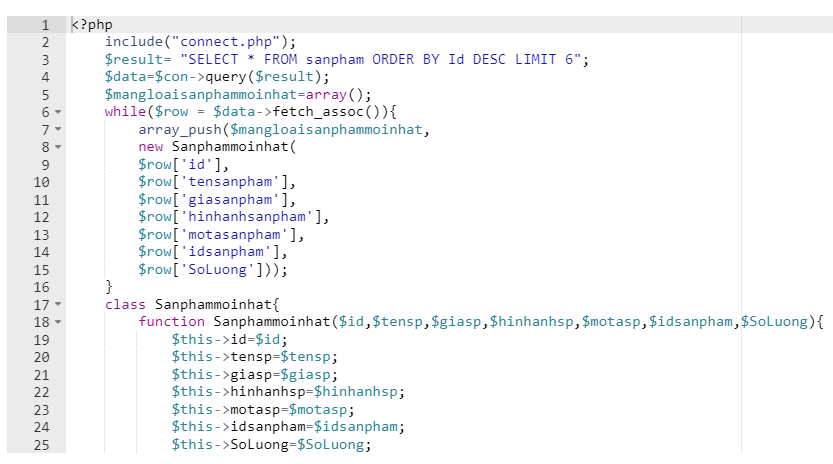 1 <?php
2 include("connect.php");
3 $result= "SELECT * FROM sanpham ORDER BY Id DESC LIMIT 6";
4 $data=$con->query($result);
5 $mangloaisanphammoinhat=array();
6 while($row = $data->fetch_assoc()){
7 array_push($mangloaisanphammoinhat,
8 new Sanphammoinhat(
9 $row['id'],
10 $row['tensanpham'],
11 $row['giasanpham'],
12 $row['hinhanhsanpham'],
13 $row['motasanpham'],
14 $row['idsanpham'],
15 $row['SoLuong']));
16 }
17 class Sanphammoinhat{
18 function Sanphammoinhat($id,$tensp,$giasp,$hinhanhsp,$motasp,$idsanpham,$SoLuong){
19 $this->id=$id;
20 $this->tensp=$tensp;
21 $this->giasp=$giasp;
22 $this->hinhanhsp=$hinhanhsp;
23 $this->motasp=$motasp;
24 $this->idsanpham=$idsanpham;
25 $this->SoLuong=$SoLuong;